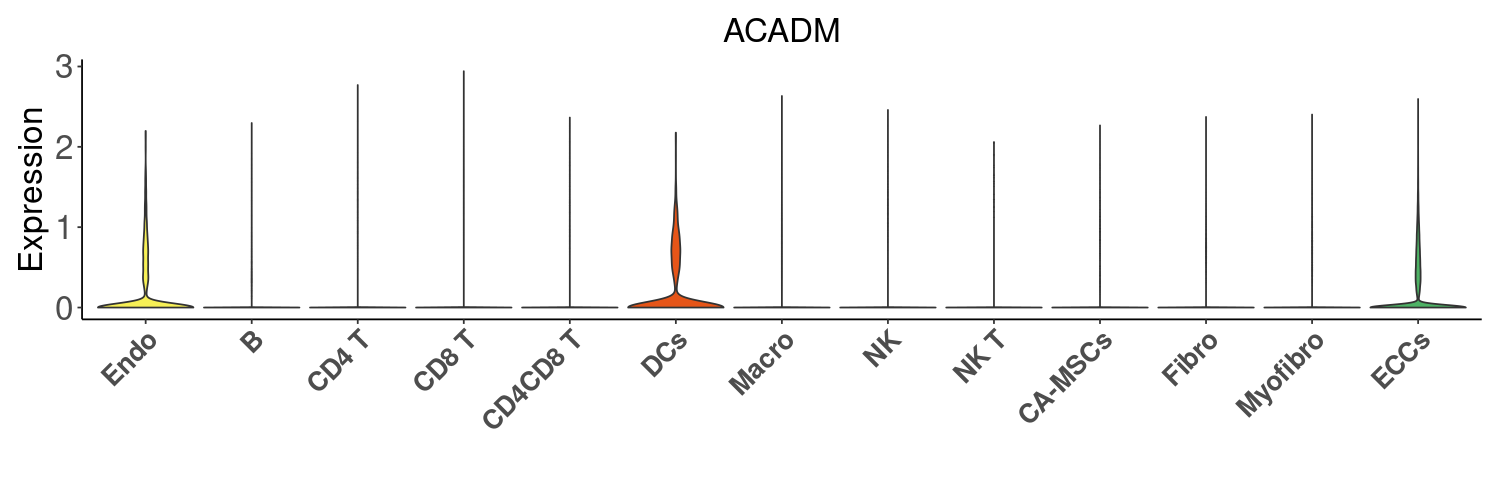 ACADM
Expression
3
2
1
0
Endo
B
CD4 T
CD8 T
CD4CD8 T
DCs
Macro
NK
NK T
CA-MSCs
Fibro
Myofibro
ECCs